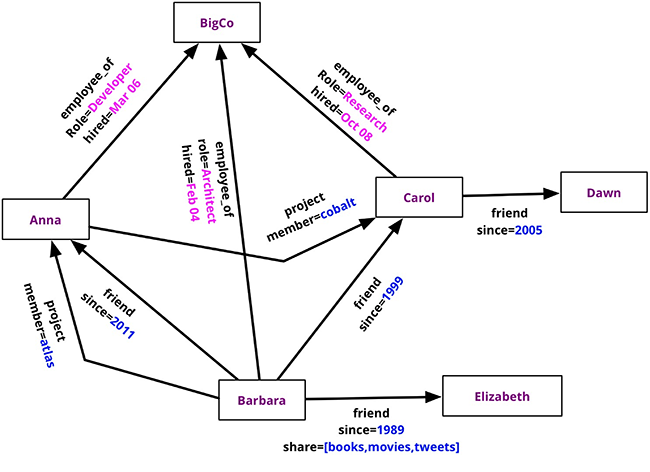 BigCo
employee_of
Role=Developer
hired=Mar 06
employee_of
role=Architect
hired=Feb 04
employee_of
Role=Research
hired=Oct 08
Anna
project
member=cobalt
Carol
friend
since=2005
Dawn
project
member=atlas
friend
since=2011
friend
since=1999
Barbara
friend
since=1989
share=[books,movies,tweets]
Elizabeth